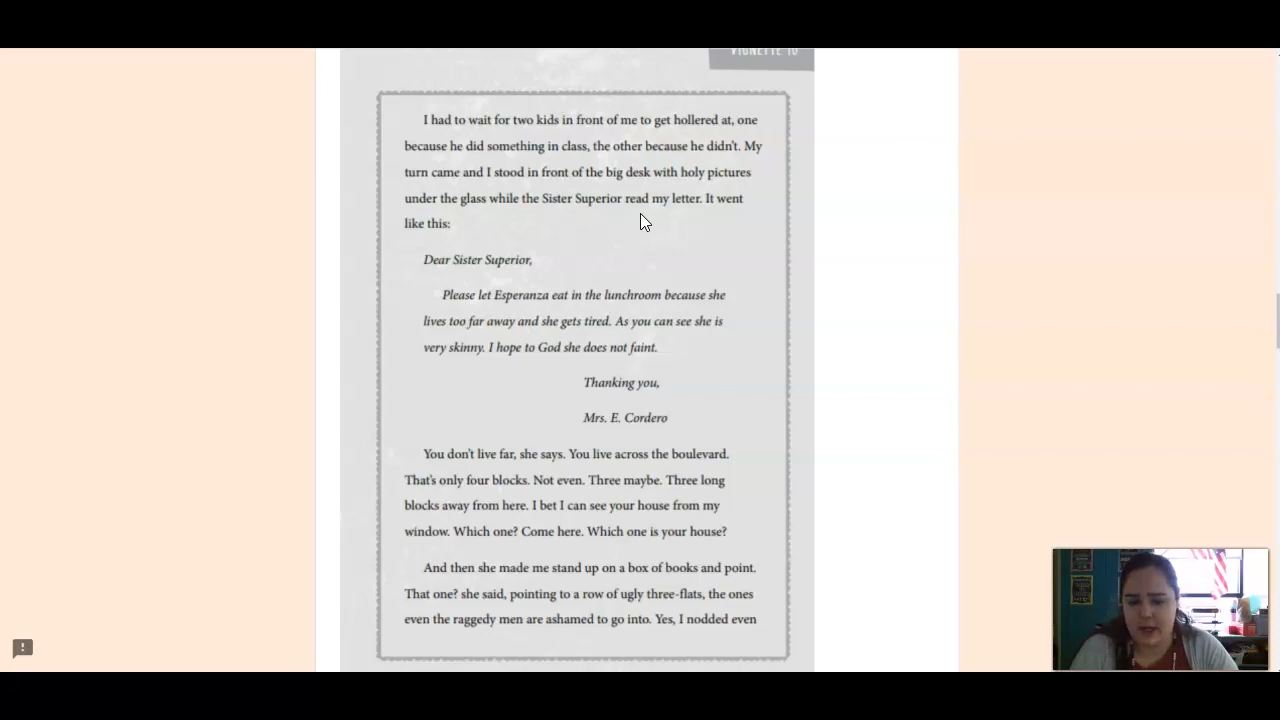 VIGNETTE 10
I had to wait for two kids in front of me to get hollered at, one
because he did something in class, the other because he didn't. My
turn came and I stood in front of the big desk with holy pictures
under the glass while the Sister Superior read my letter. It went
like this:
Dear Sister Superior,
Please let Esperanza eat in the lunchroom because she
lives too far away and she gets tired. As you can see she is
very skinny. I hope to God she does not faint.
Thanking you,
Mrs. E. Cordero
You don't live far, she says. You live across the boulevard.
That's only four blocks. Not even. Three maybe. Three long
blocks away from here. I bet I can see your house from my
window. Which one? Come here. Which one is your house?
And then she made me stand up on a box of books and point.
That one? she said, pointing to a row of ugly three-flats, the ones
even the raggedy men are ashamed to go into. Yes, I nodded even